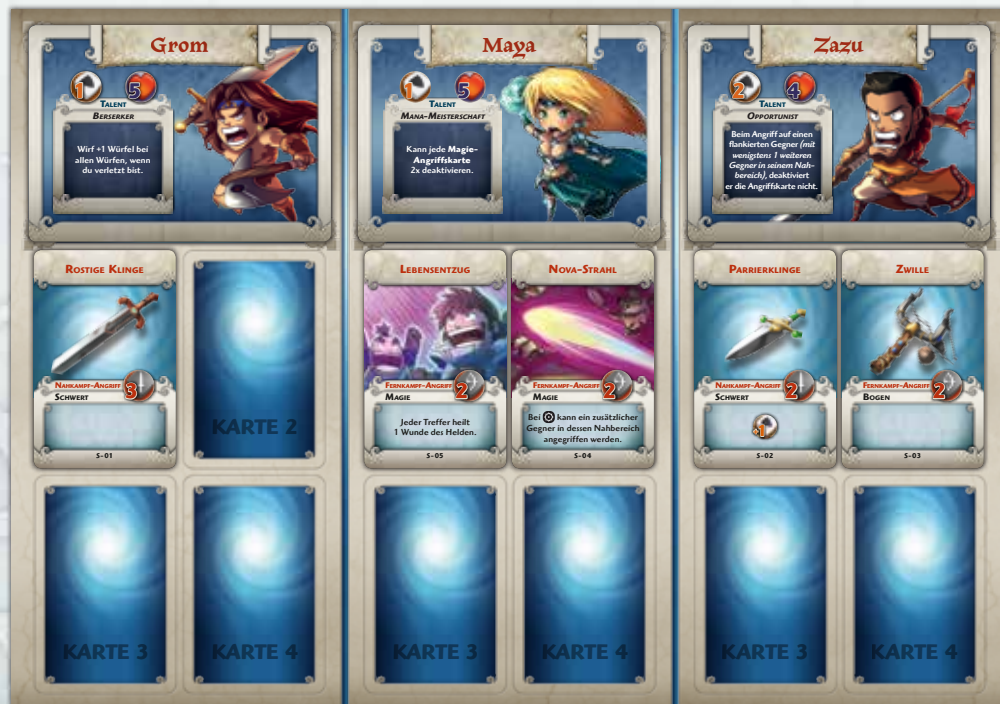 Grom
1 5
TALENT
BERSERKER
Wirf +1 Würfel bei
allen Würfen, wenn
du verletzt bist.
ROSTIGE KLINGE
NAHKAMPF-ANGRIFF 3
SCHWERT
S-01
KARTE 2
KARTE 3
KARTE 4
Maya
1 5
TALENT
MANA-MEISTERSCHAFT
Kann jede Magie-
Angriffskarte
2x deaktivieren.
LEBENSENTZUG
FERNKAMPF-ANGRIFF 2
MAGIE
Jeder Treffer heilt
1 Wunde des Helden.
S-05
NOVA-STRAHL
FERNKAMPF-ANGRIFF 2
MAGIE
Bei kann ein zusätzlicher
Gegner in dessen Nahbereich
angegriffen werden.
S-04
KARTE 3
KARTE 4
Zazu
2 4
TALENT
OPPORTUNIST
Beim Angriff auf einen
flankierten Gegner (mit
wenigstens 1 weiteren
Gegner in seinem Nah-
bereich), deaktiviert
er die Angriffskarte nicht.
PARRIERKLINGE
NAHKAMPF-ANGRIFF 2
SCHWERT
+1
S-02
ZWILLE
FERNKAMPF-ANGRIFF 2
BOGEN
S-03
KARTE 3
KARTE 4